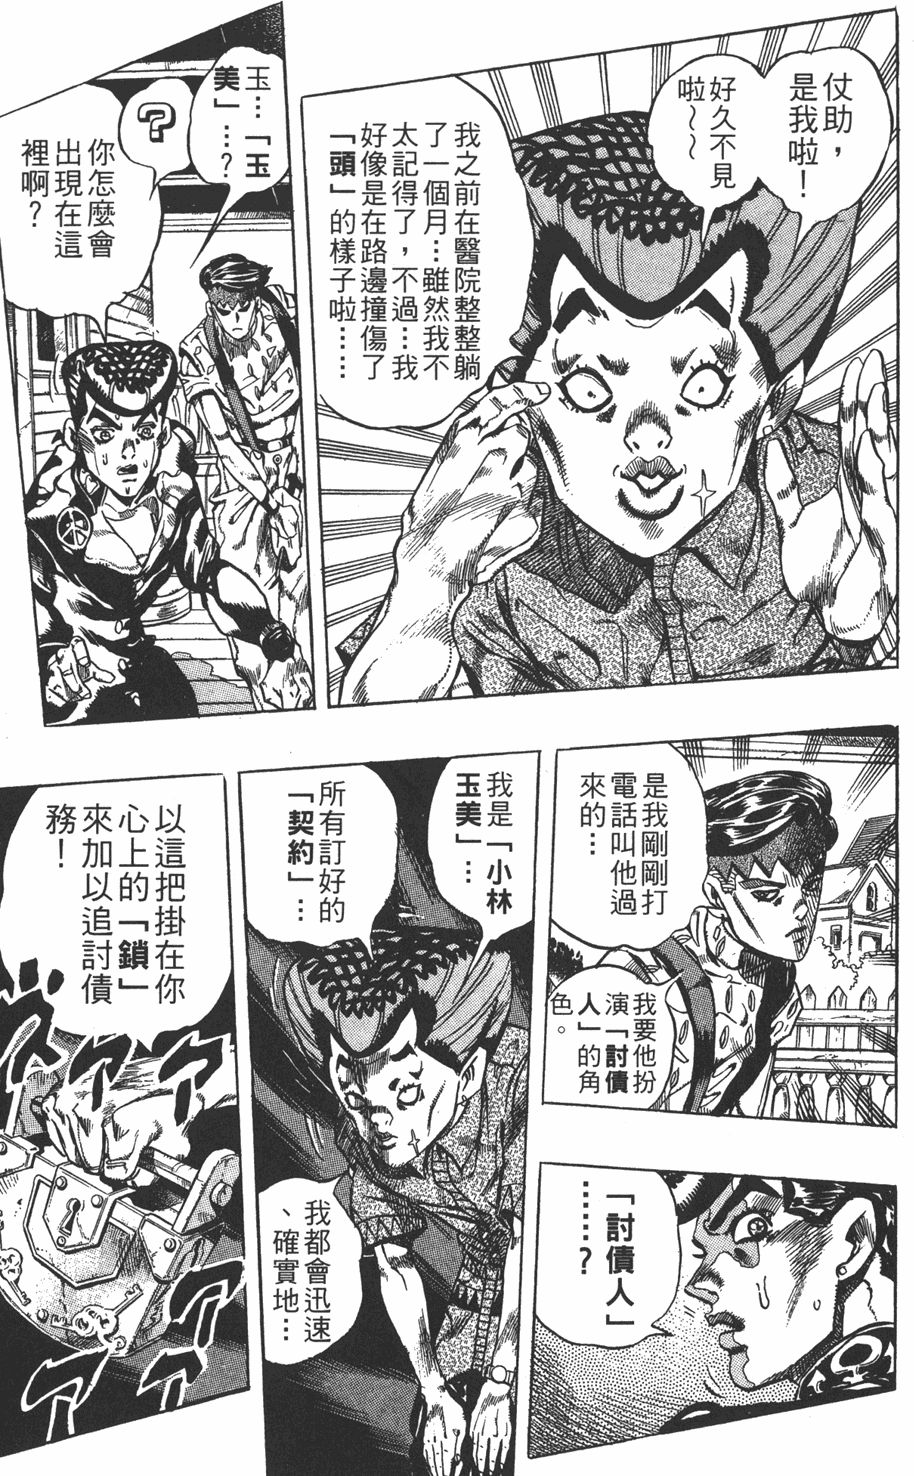 仗助，
是我啦！
好久不見
啦～～
我之前在醫院整整躺
了一個月…雖然我不
太記得了，不過…我
好像是在路邊撞傷了
「頭」的樣子啦……
玉…「玉
美」…？
？
你怎麼會
出現在這
裡啊？
是我剛剛打
電話叫他過
來的…
我要他扮
演「討債
人」的角
色。
「討債人」
……？
我是「小林
玉美」…
所有訂好的
「契約」…
我都會迅速
、確實地…
以這把掛在你
心上的「鎖」
來加以追討債
務！